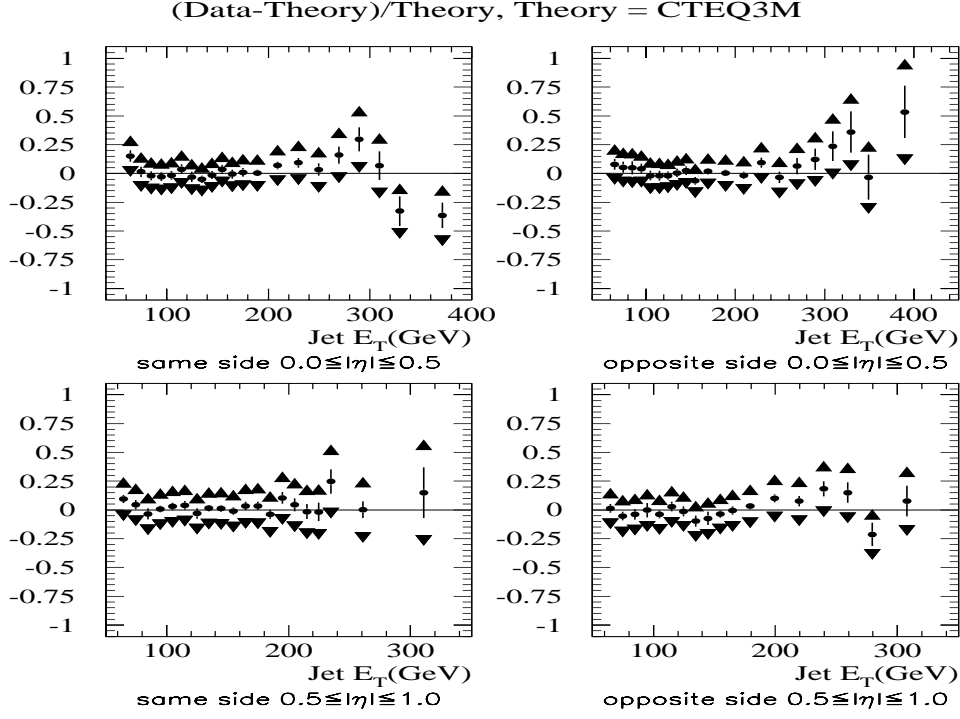 (Data-Theory)/Theory, Theory = CTEQ3M
1
0.75
0.5
0.25
0
-0.25
-0.5
-0.75
-1
100 200 300 400
Jet E_T(GeV)
same side 0.0≦|η|≦0.5
1
0.75
0.5
0.25
0
-0.25
-0.5
-0.75
-1
100 200 300 400
Jet E_T(GeV)
opposite side 0.0≦|η|≦0.5
1
0.75
0.5
0.25
0
-0.25
-0.5
-0.75
-1
100 200 300
Jet E_T(GeV)
same side 0.5≦|η|≦1.0
1
0.75
0.5
0.25
0
-0.25
-0.5
-0.75
-1
100 200 300
Jet E_T(GeV)
opposite side 0.5≦|η|≦1.0